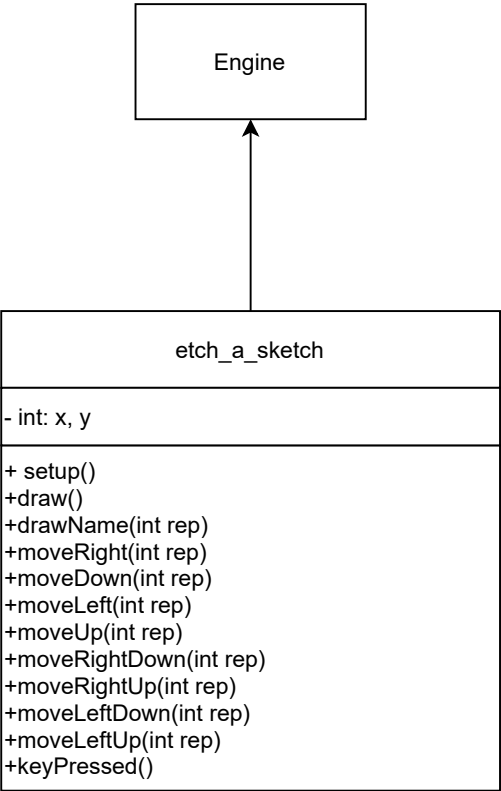 Engine
etch_a_sketch
- int: x, y
+ setup()
+draw()
+drawName(int rep)
+moveRight(int rep)
+moveDown(int rep)
+moveLeft(int rep)
+moveUp(int rep)
+moveRightDown(int rep)
+moveRightUp(int rep)
+moveLeftDown(int rep)
+moveLeftUp(int rep)
+keyPressed()